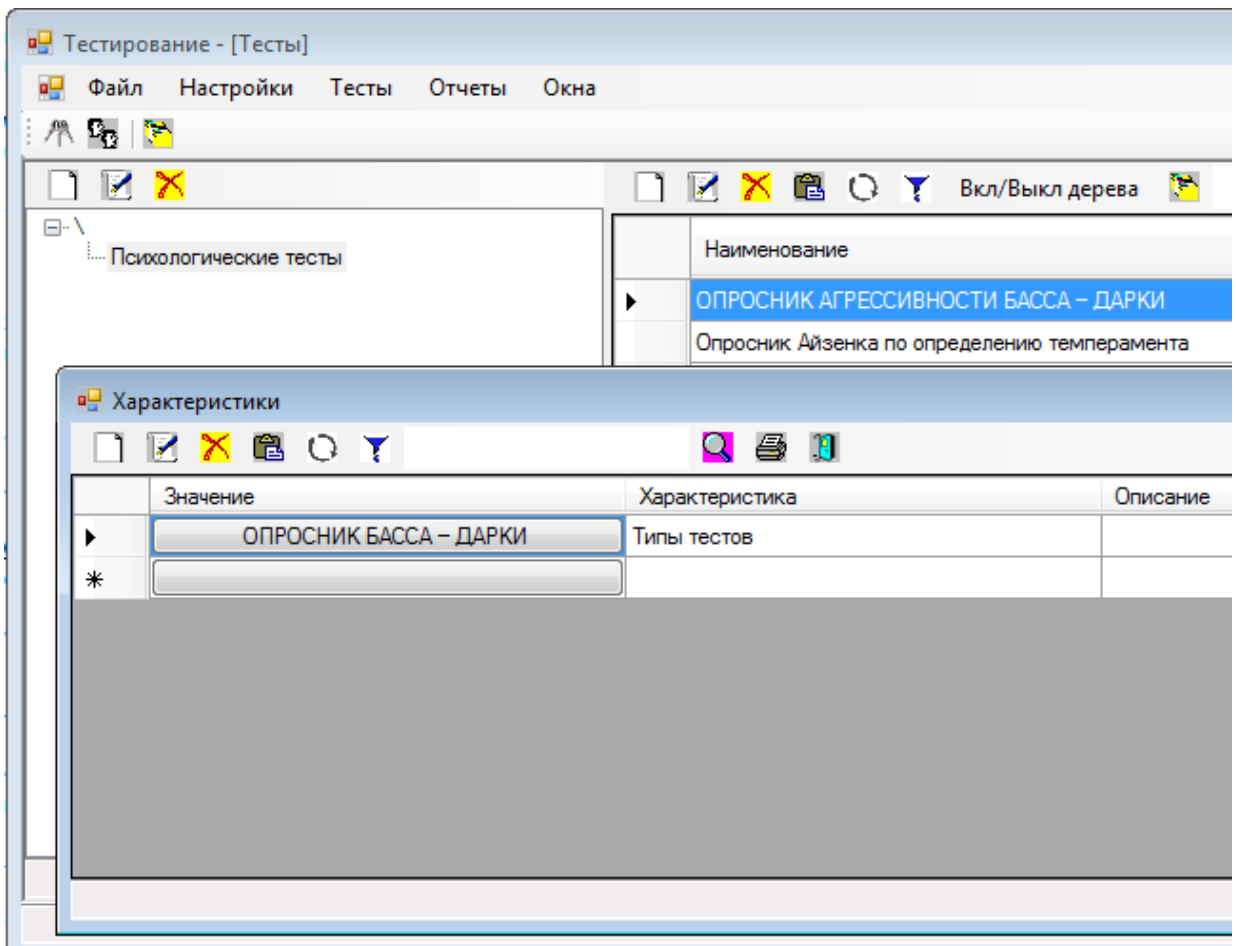 Тестирование - [Тесты]
Файл Настройки Тесты Отчеты Окна
Вкл/Выкл дерева
\
Психологические тесты
Наименование
ОПРОСНИК АГРЕССИВНОСТИ БАССА – ДАРКИ
Опросник Айзенка по определению темперамента
Характеристики
Значение Характеристика Описание
ОПРОСНИК БАССА – ДАРКИ Типы тестов